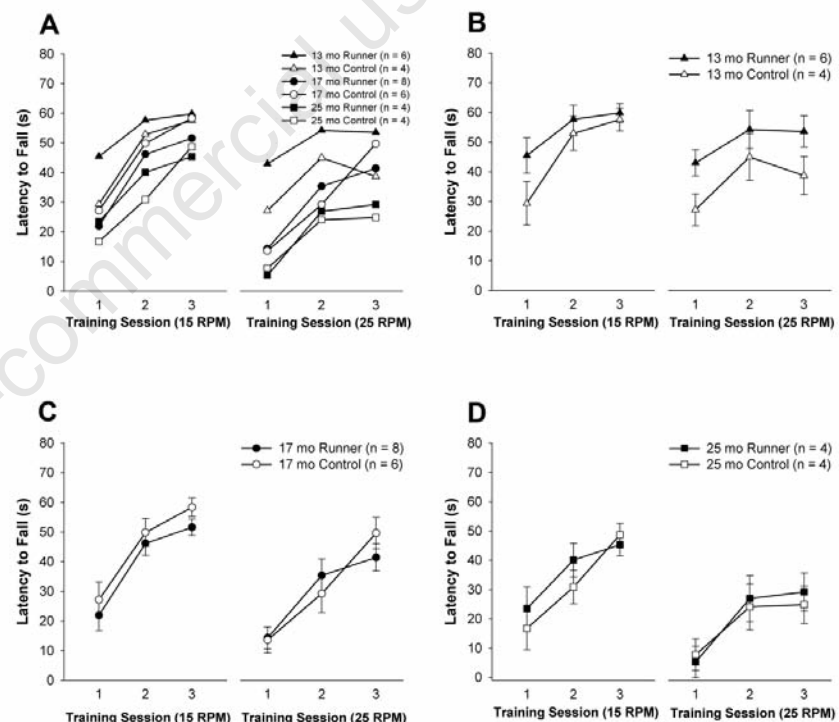 A
80
70
60
50
40
30
20
10
0
Latency to Fall (s)
13 mo Runner (n = 6)
13 mo Control (n = 4)
17 mo Runner (n = 8)
17 mo Control (n = 6)
25 mo Runner (n = 4)
25 mo Control (n = 4)
1 2 3 1 2 3
Training Session (15 RPM) Training Session (25 RPM)
B
80
70
60
50
40
30
20
10
0
Latency to Fall (s)
13 mo Runner (n = 6)
13 mo Control (n = 4)
1 2 3 1 2 3
Training Session (15 RPM) Training Session (25 RPM)
C
80
70
60
50
40
30
20
10
0
Latency to Fall (s)
17 mo Runner (n = 8)
17 mo Control (n = 6)
1 2 3 1 2 3
Training Session (15 RPM) Training Session (25 RPM)
D
80
70
60
50
40
30
20
10
0
Latency to Fall (s)
25 mo Runner (n = 4)
25 mo Control (n = 4)
1 2 3 1 2 3
Training Session (15 RPM) Training Session (25 RPM)
commercial